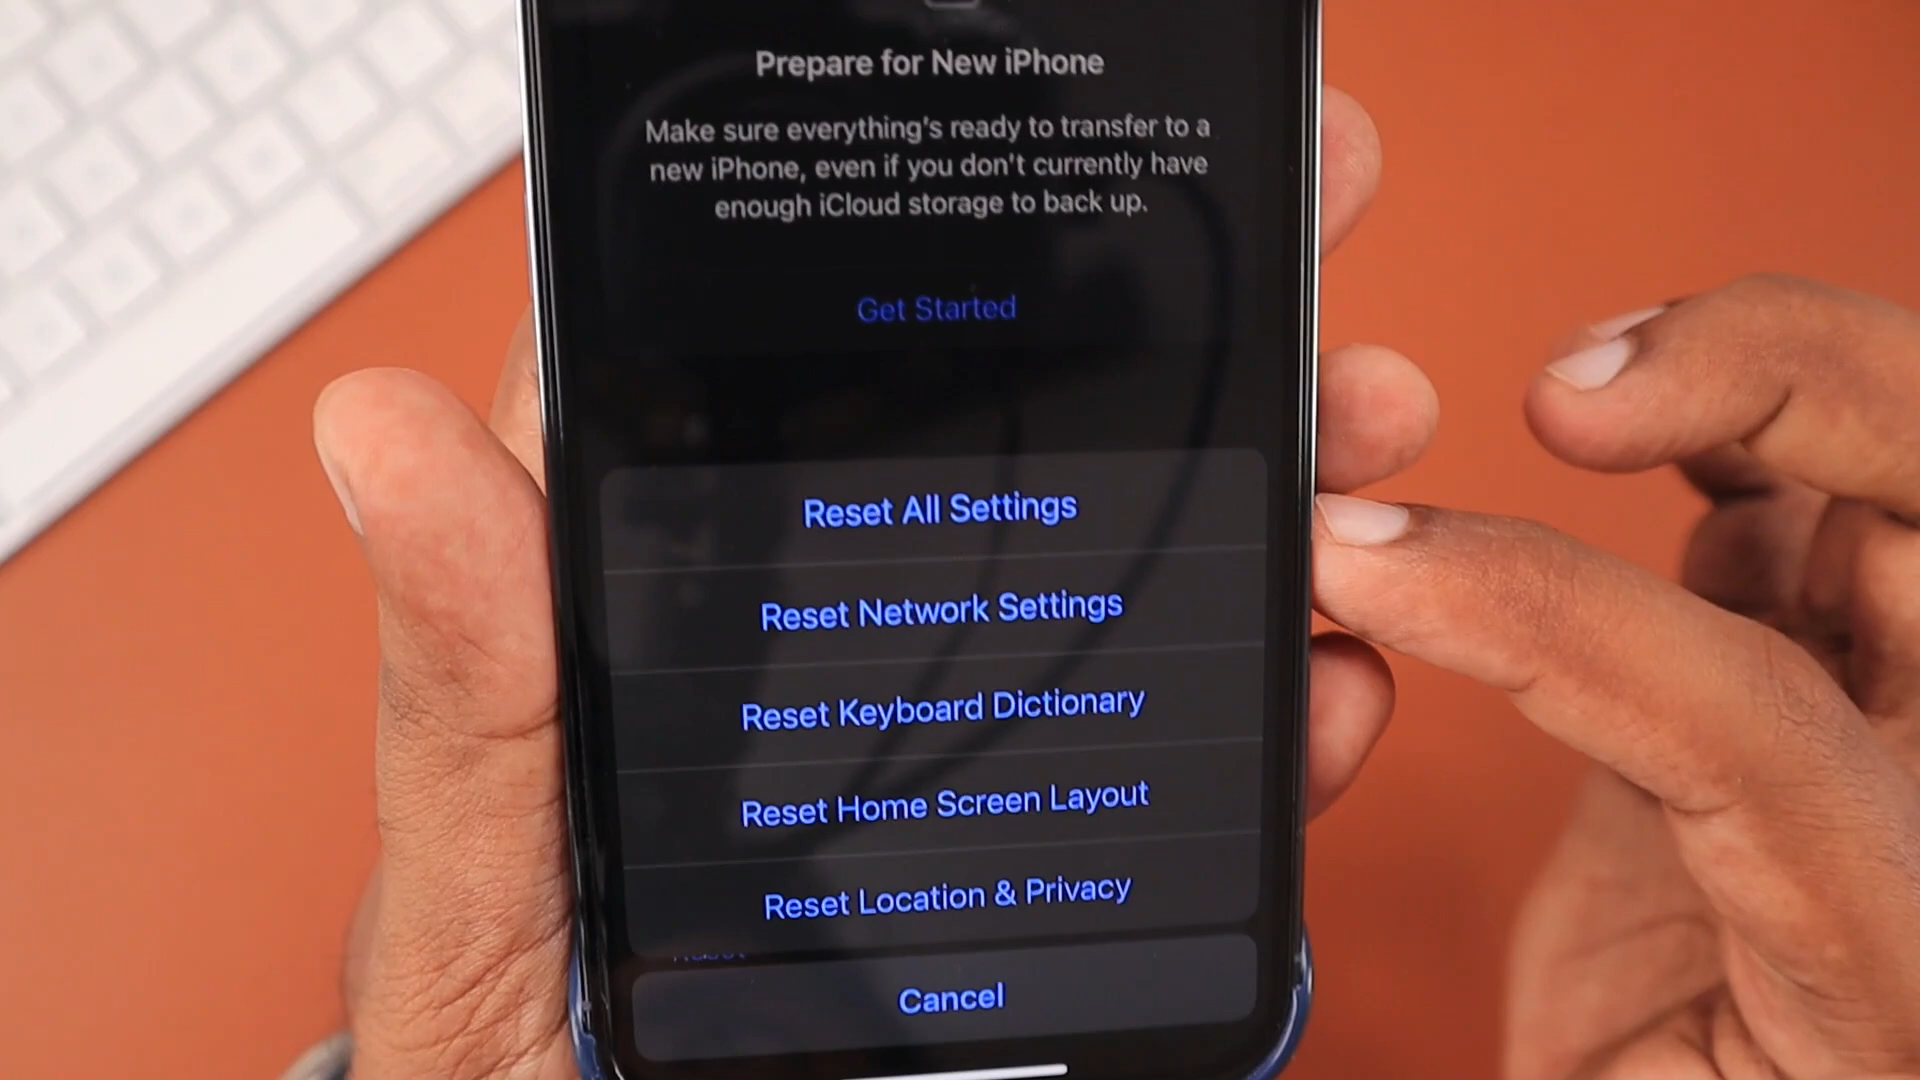 Prepare for New iPhone
Make sure everything's ready to transfer to a
new iPhone, even if you don't currently have
enough iCloud storage to back up.
Get Started
Reset All Settings
Reset Network Settings
Reset Keyboard Dictionary
Reset Home Screen Layout
Reset Location & Privacy
Reset
Cancel